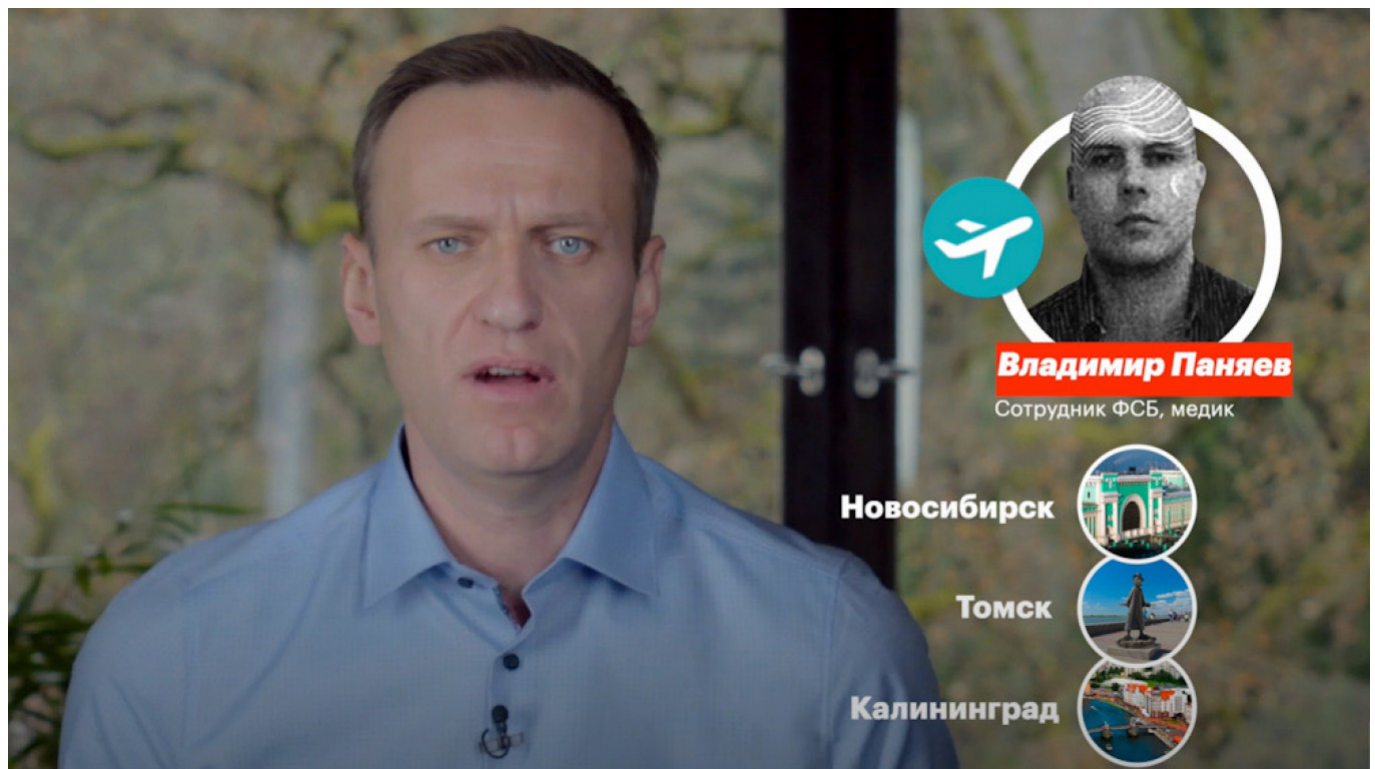 Владимир Паняев
Сотрудник ФСБ, медик
Новосибирск
Томск
Калининград